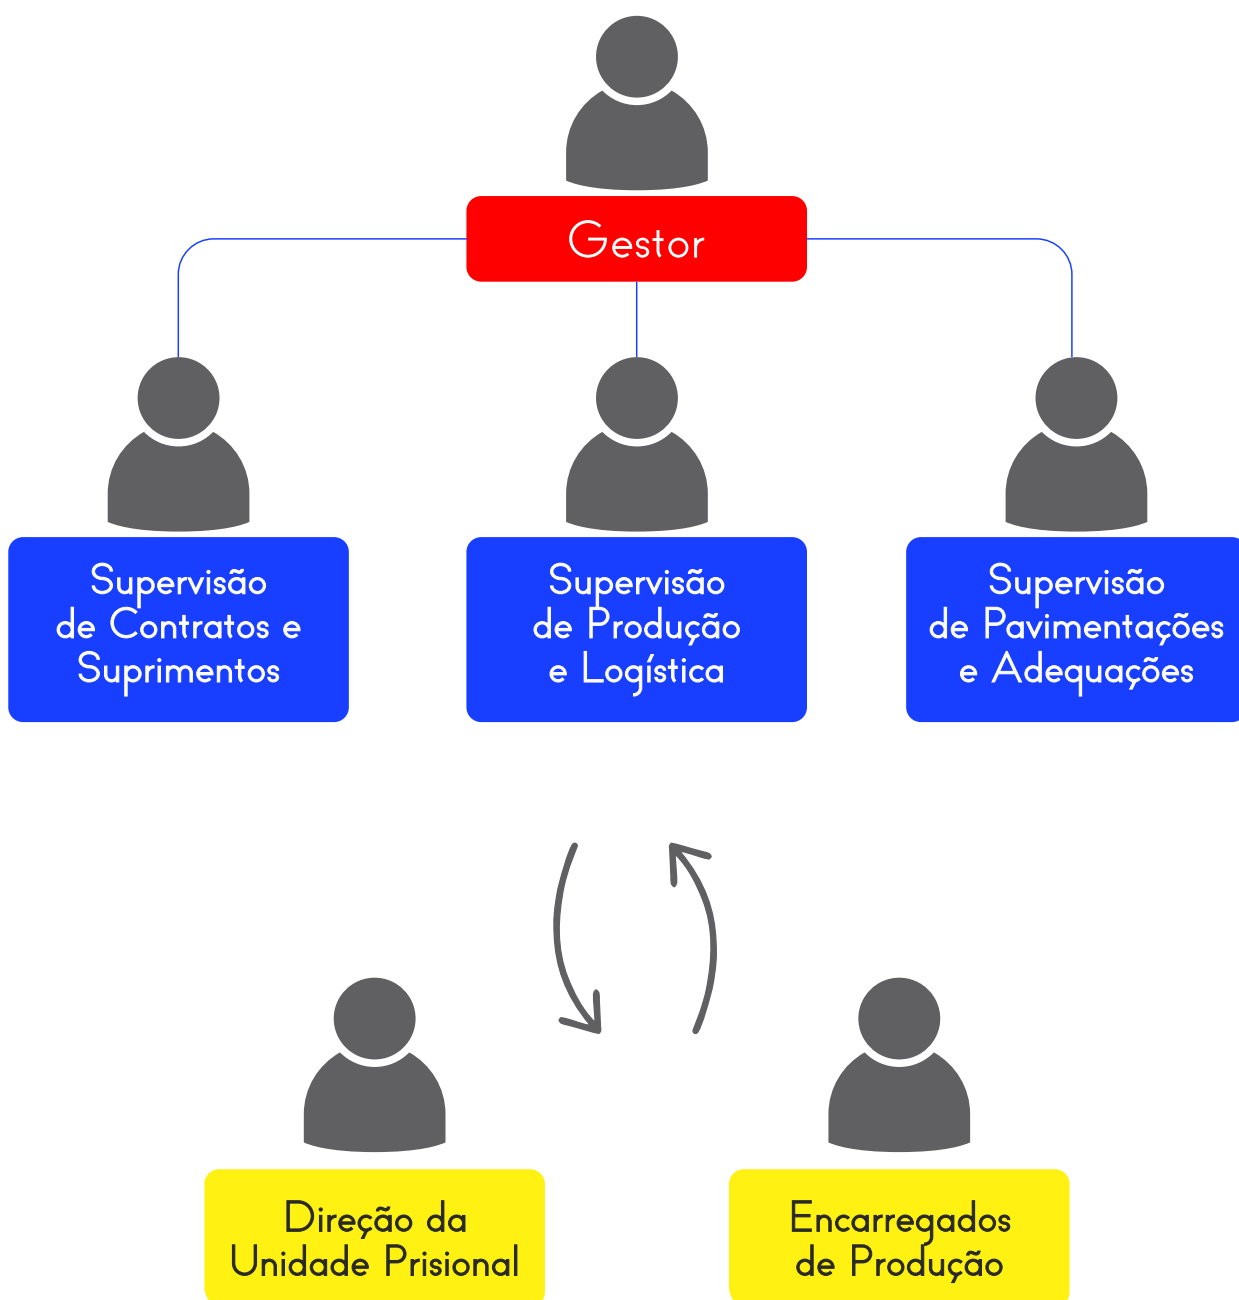 Gestor
Supervisão
de Contratos e
Suprimentos
Supervisão
de Produção
e Logística
Supervisão
de Pavimentações
e Adequações
Direção da
Unidade Prisional
Encarregados
de Produção